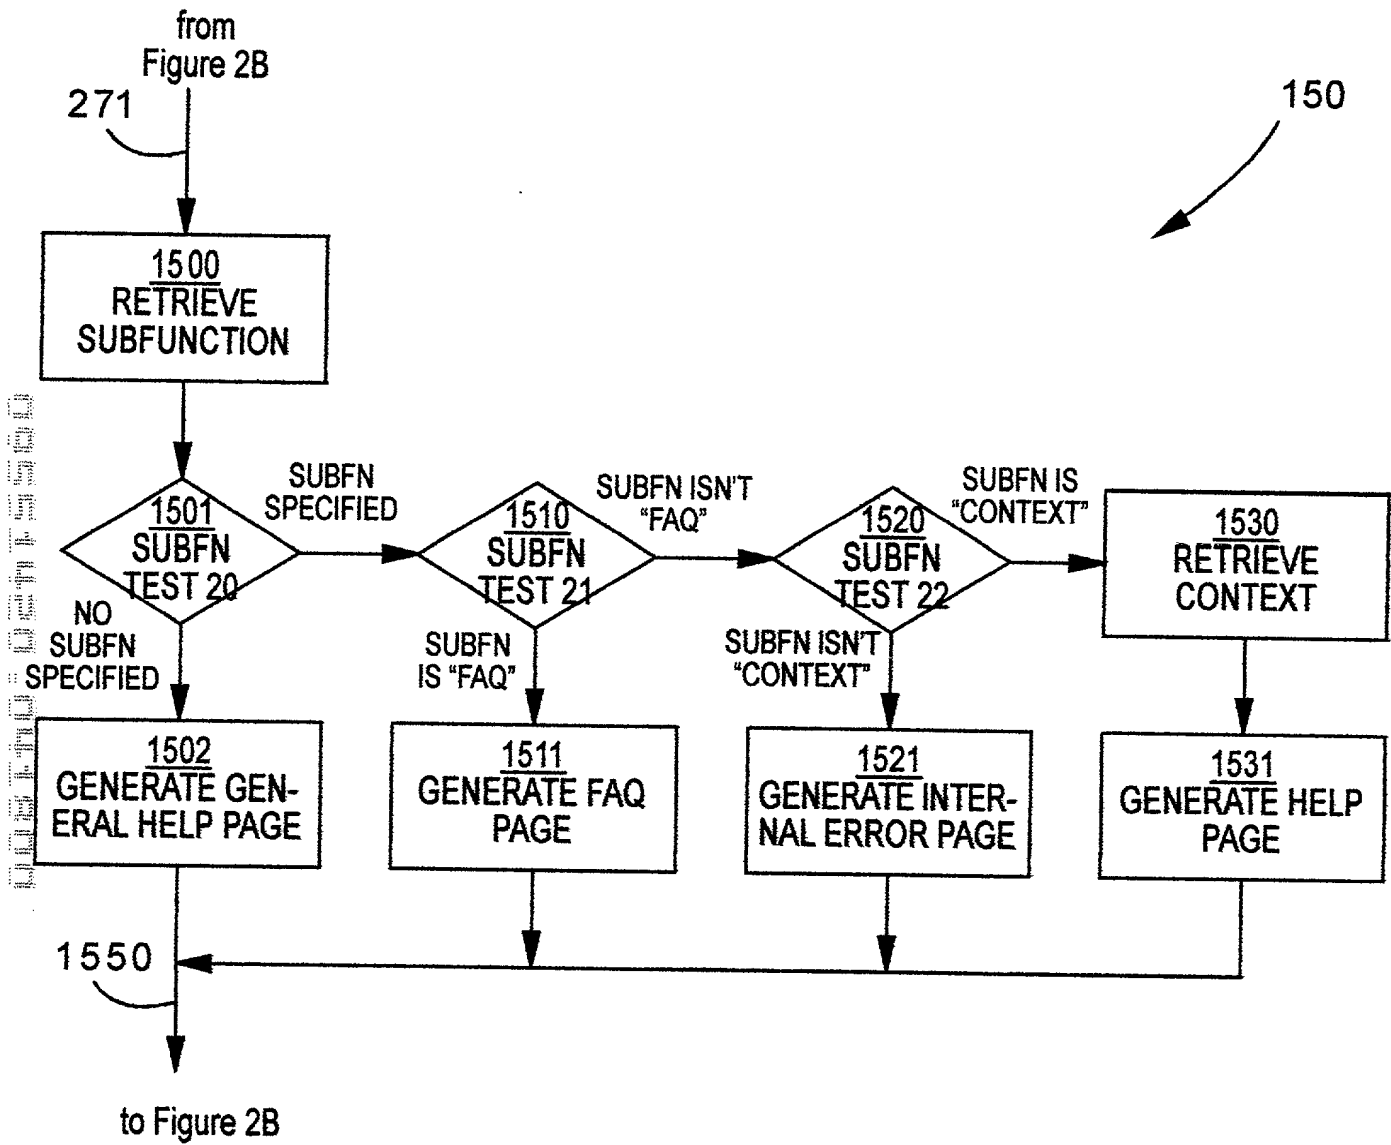 from
Figure 2B
271
150
1500
RETRIEVE
SUBFUNCTION
SUBFN
SPECIFIED
SUBFN ISN'T
"FAQ"
SUBFN IS
"CONTEXT"
1501
SUBFN
TEST 20
1510
SUBFN
TEST 21
1520
SUBFN
TEST 22
1530
RETRIEVE
CONTEXT
NO
SUBFN
SPECIFIED
SUBFN
IS "FAQ"
SUBFN ISN'T
"CONTEXT"
1502
GENERATE GEN-
ERAL HELP PAGE
1511
GENERATE FAQ
PAGE
1521
GENERATE INTER-
NAL ERROR PAGE
1531
GENERATE HELP
PAGE
1550
to Figure 2B